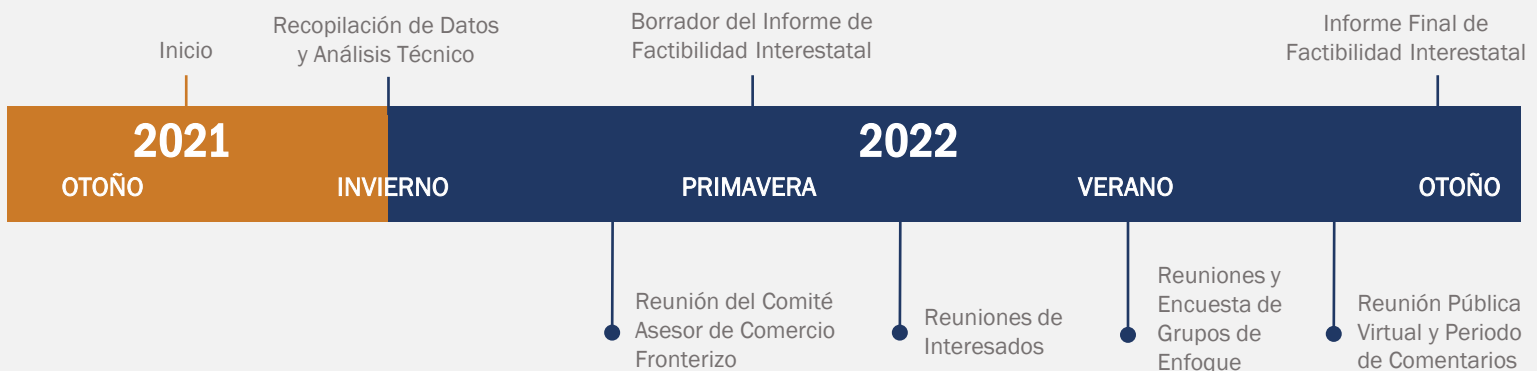 Inicio
Recopilación de Datos
y Análisis Técnico
Borrador del Informe de
Factibilidad Interestatal
Informe Final de
Factibilidad Interestatal
2021
2022
OTOÑO
INVIERNO
PRIMAVERA
VERANO
OTOÑO
Reunión del Comité
Asesor de Comercio
Fronterizo
Reuniones de
Interesados
Reuniones y
Encuesta de
Grupos de
Enfoque
Reunión Pública
Virtual y Periodo
de Comentarios